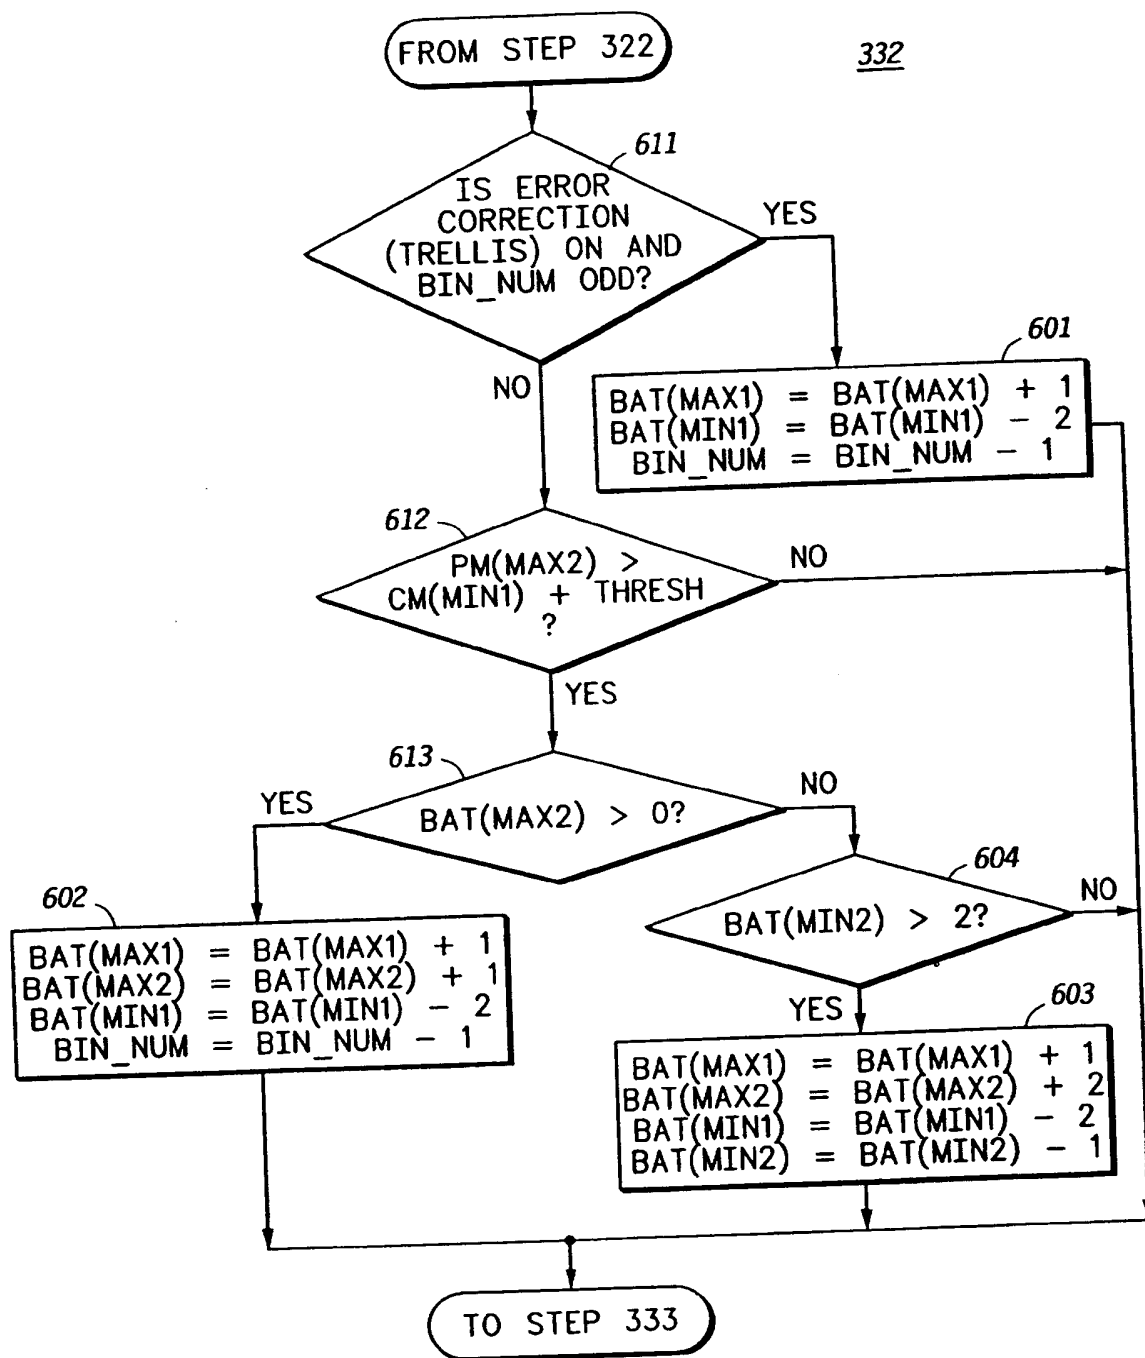 FROM STEP 322
332
611
IS ERROR
CORRECTION
(TRELLIS) ON AND
BIN_NUM ODD?
YES
NO
601
BAT(MAX1) = BAT(MAX1) + 1
BAT(MIN1) = BAT(MIN1) - 2
BIN_NUM = BIN_NUM - 1
612
PM(MAX2) >
CM(MIN1) + THRESH
?
NO
YES
613
BAT(MAX2) > 0?
YES
NO
604
BAT(MIN2) > 2?
NO
YES
602
BAT(MAX1) = BAT(MAX1) + 1
BAT(MAX2) = BAT(MAX2) + 1
BAT(MIN1) = BAT(MIN1) - 2
BIN_NUM = BIN_NUM - 1
603
BAT(MAX1) = BAT(MAX1) + 1
BAT(MAX2) = BAT(MAX2) + 2
BAT(MIN1) = BAT(MIN1) - 2
BAT(MIN2) = BAT(MIN2) - 1
TO STEP 333